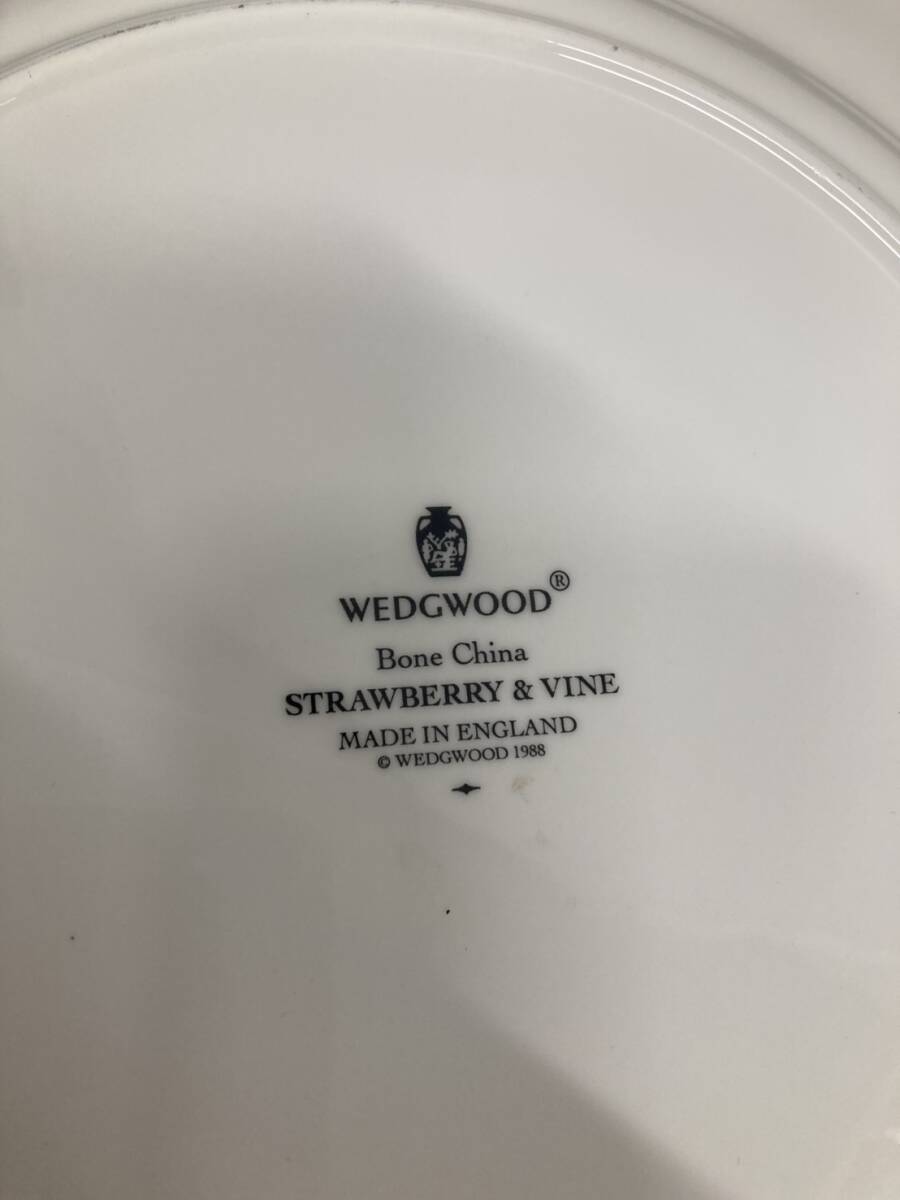 WEDGWOOD®
Bone China
STRAWBERRY & VINE
MADE IN ENGLAND
© WEDGWOOD 1988